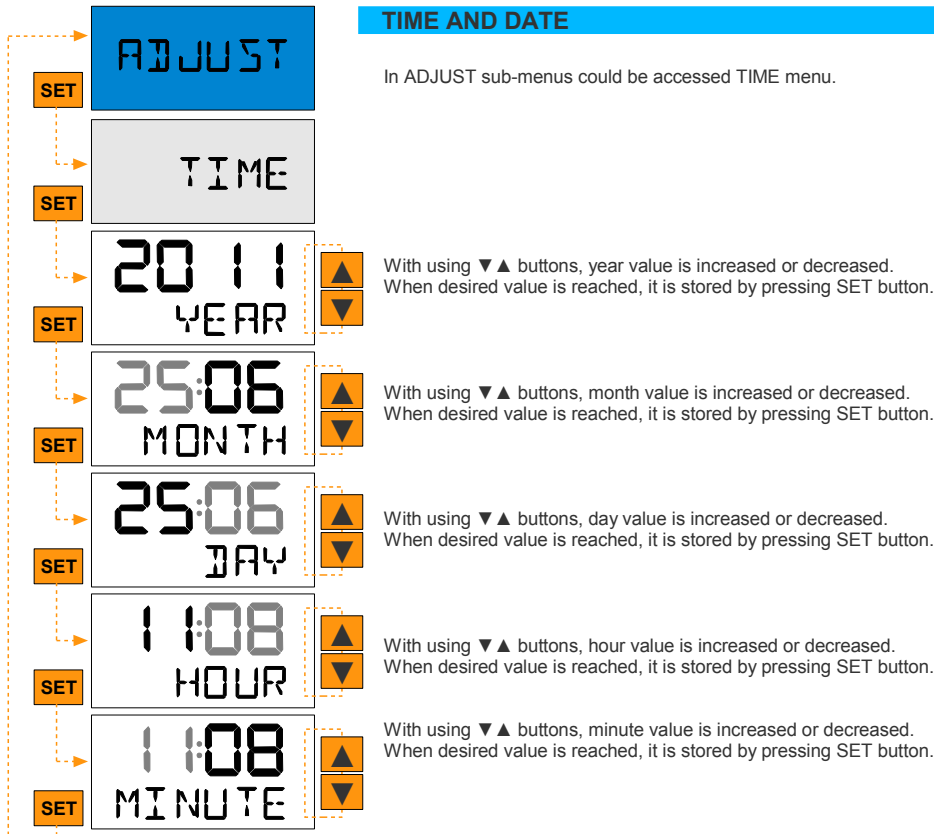 TIME AND DATE
ADJUST
In ADJUST sub-menus could be accessed TIME menu.
SET
TIME
SET
2011
YEAR
▲
▼
With using ▼▲ buttons, year value is increased or decreased.
When desired value is reached, it is stored by pressing SET button.
SET
25:06
MONTH
▲
▼
With using ▼▲ buttons, month value is increased or decreased.
When desired value is reached, it is stored by pressing SET button.
SET
25:06
DAY
▲
▼
With using ▼▲ buttons, day value is increased or decreased.
When desired value is reached, it is stored by pressing SET button.
SET
11:08
HOUR
▲
▼
With using ▼▲ buttons, hour value is increased or decreased.
When desired value is reached, it is stored by pressing SET button.
SET
11:08
MINUTE
▲
▼
With using ▼▲ buttons, minute value is increased or decreased.
When desired value is reached, it is stored by pressing SET button.
SET